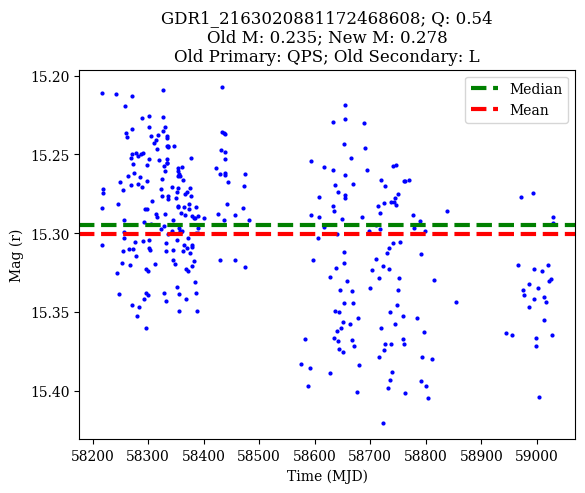 GDR1_2163020881172468608; Q: 0.54
Old M: 0.235; New M: 0.278
Old Primary: QPS; Old Secondary: L
15.20
15.25
15.30
15.35
15.40
Mag (r)
Median
Mean
58200 58300 58400 58500 58600 58700 58800 58900 59000
Time (MJD)